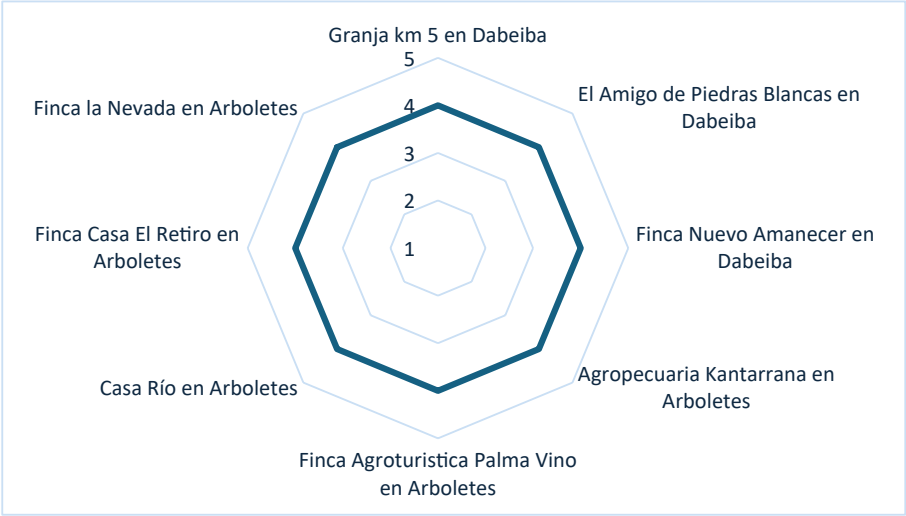 Granja km 5 en Dabeiba
5
El Amigo de Piedras Blancas en
Dabeiba
Finca la Nevada en Arboletes
4
3
2
Finca Casa El Retiro en
Arboletes
1
Finca Nuevo Amanecer en
Dabeiba
Casa Río en Arboletes
Agropecuaria Kantarrana en
Arboletes
Finca Agroturistica Palma Vino
en Arboletes